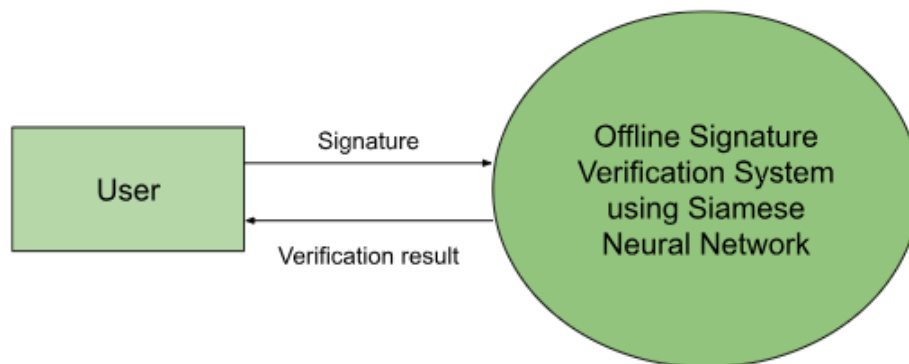 User
Signature
Verification result
Offline Signature
Verification System
using Siamese
Neural Network